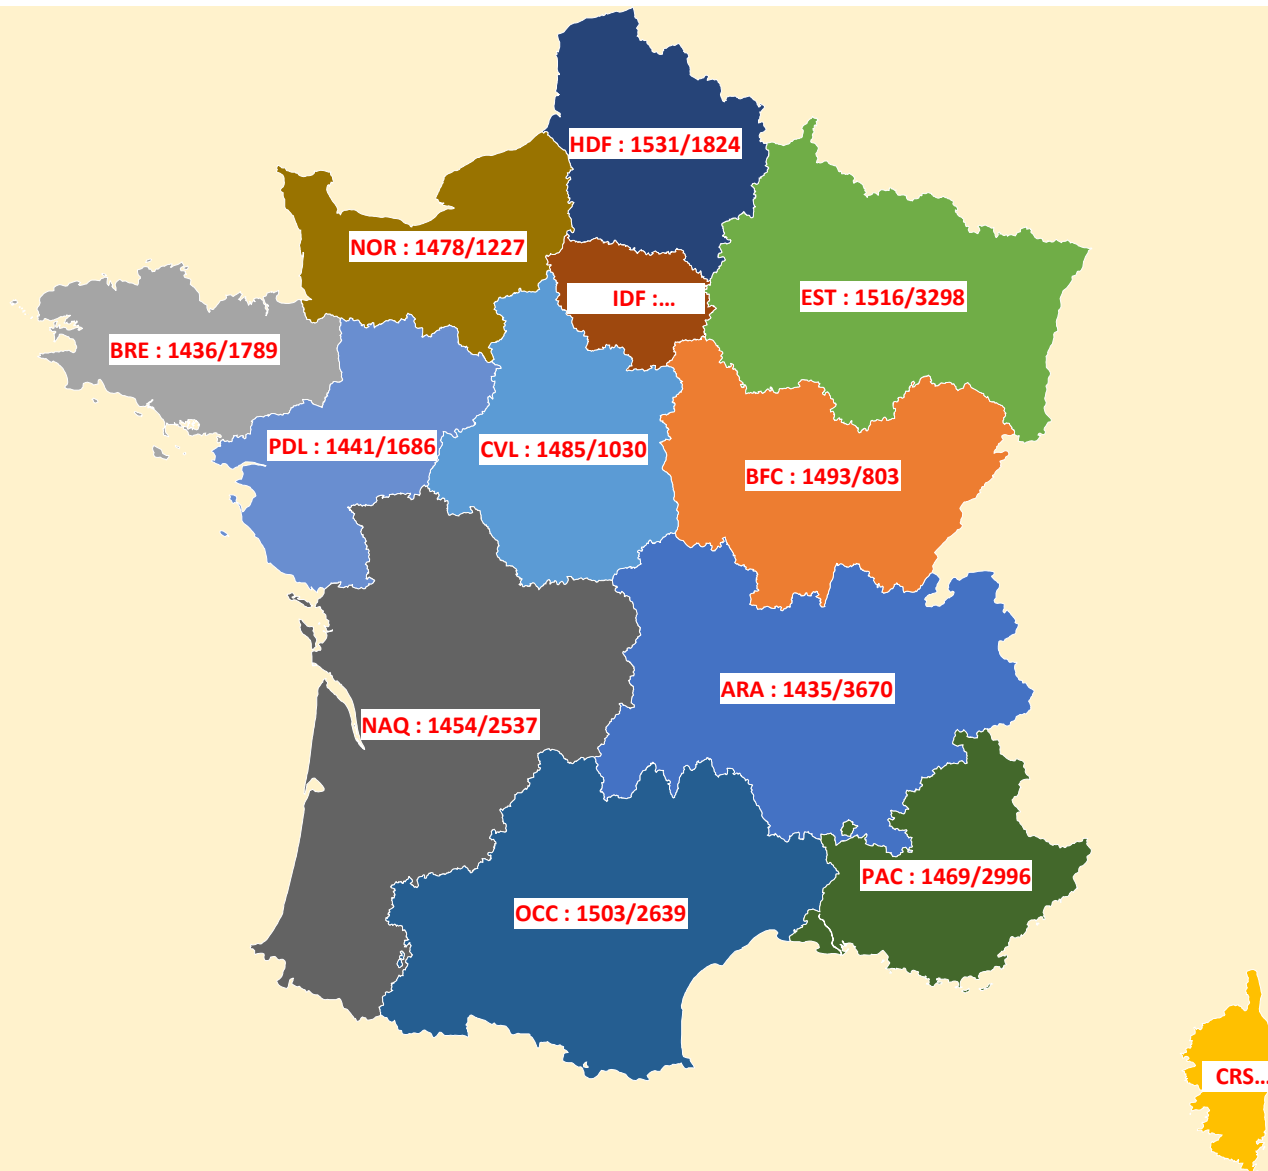 HDF : 1531/1824
NOR : 1478/1227
IDF :...
EST : 1516/3298
BRE : 1436/1789
PDL : 1441/1686
CVL : 1485/1030
BFC : 1493/803
ARA : 1435/3670
NAQ : 1454/2537
PAC : 1469/2996
OCC : 1503/2639
CRS...